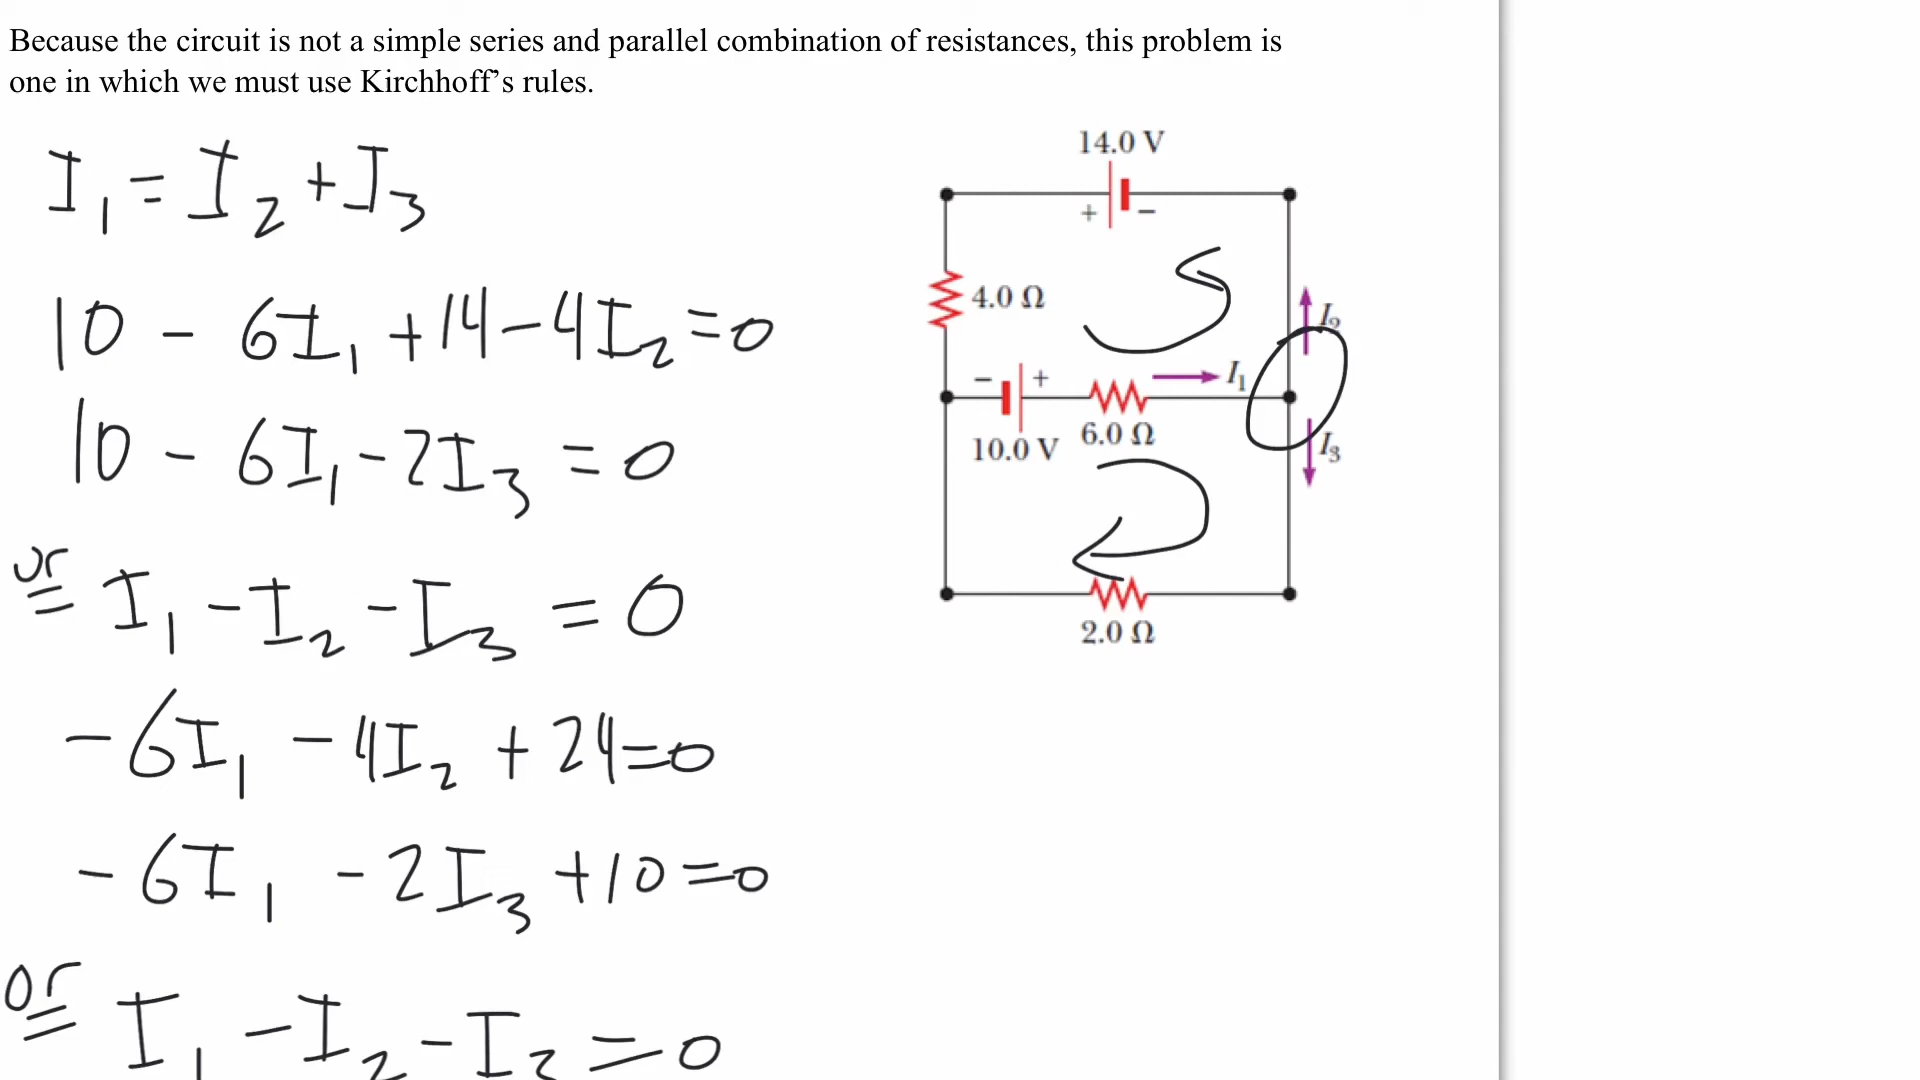 Because the circuit is not a simple series and parallel combination of resistances, this problem is
one in which we must use Kirchhoff's rules.
I₁ = I₂ + I₃
10 - 6I₁ + 14 - 4I₂ = 0
10 - 6I₁ - 2I₃ = 0
or I₁ - I₂ - I₃ = 0
-6I₁ - 4I₂ + 24 = 0
-6I₁ - 2I₃ + 10 = 0
or I₁ - I₂ - I₃ = 0
14.0 V
+ -
4.0 Ω
I₂
- +
I₁
10.0 V
6.0 Ω
I₃
2.0 Ω